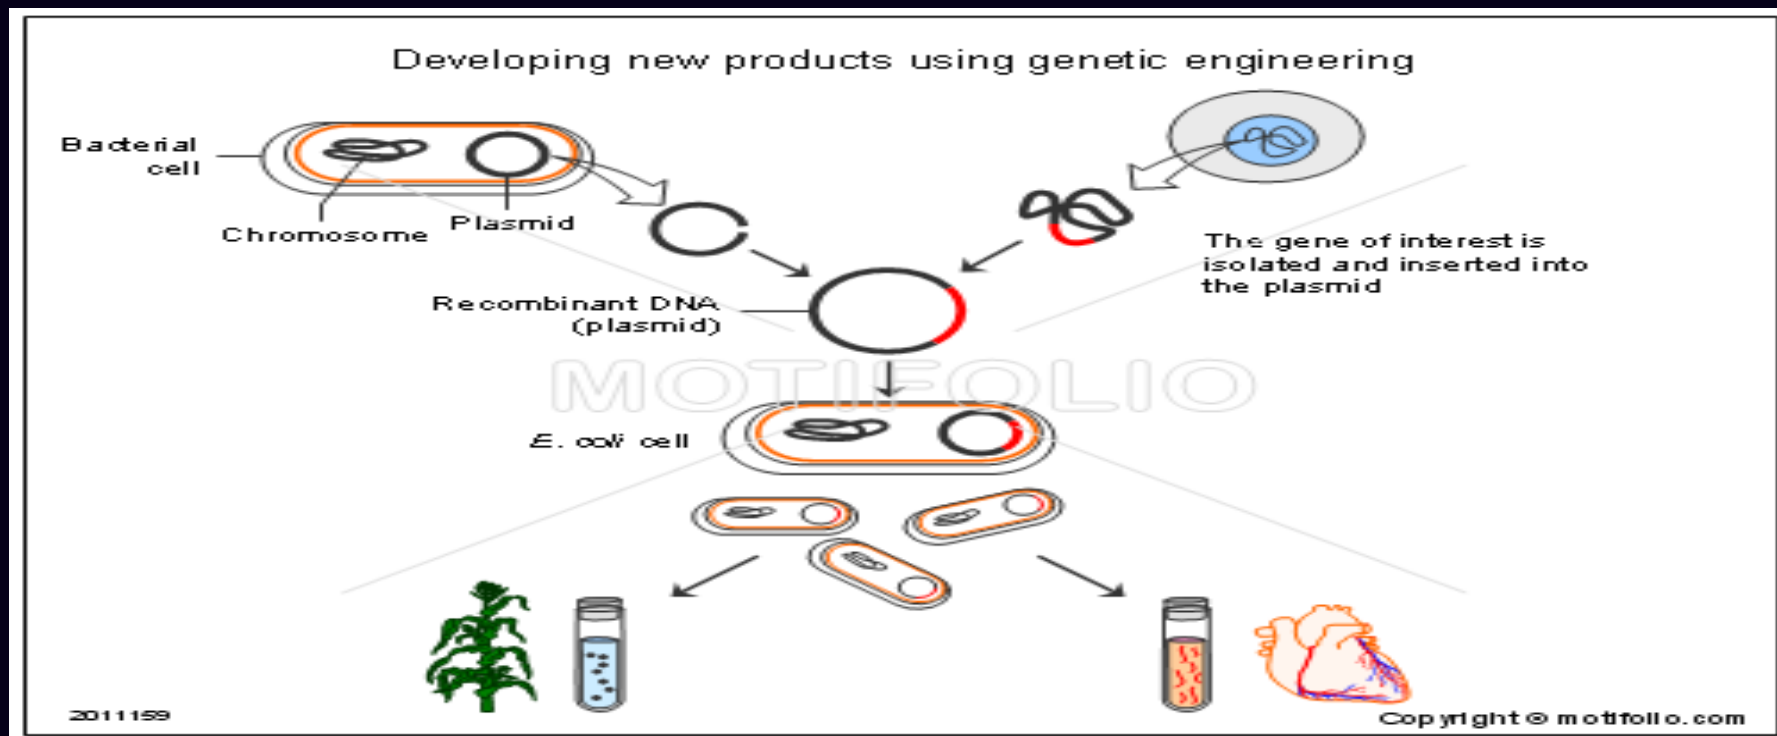 Developing new products using genetic engineering
Bacterial
cell
Chromosome
Plasmid
The gene of interest is
isolated and inserted into
the plasmid
Recombinant DNA
(plasmid)
MOTIFOLIO
E. coli cell
2011159
Copyright © motifolio.com